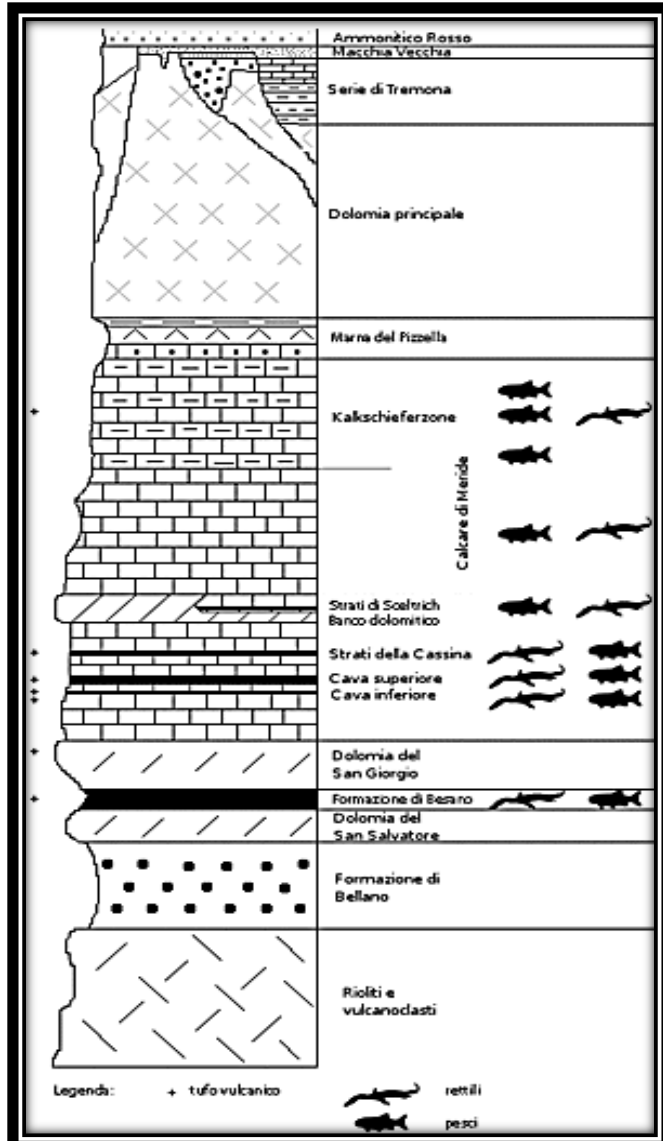 Ammonitico Rosso
Macchia Vecchia
Serie di Tremona
Dolomia principale
Marna del Pizzella
Kalkschieferzone
Calcare di Meride
Strati di Sceltrich
Banco dolomitico
Strati della Cassina
Cava superiore
Cava inferiore
Dolomia del
San Giorgio
Formazione di Besano
Dolomia del
San Salvatore
Formazione di
Bellano
Rioliti e
vulcanoclasti
Legenda: + tufo vulcanico rettili
pesci